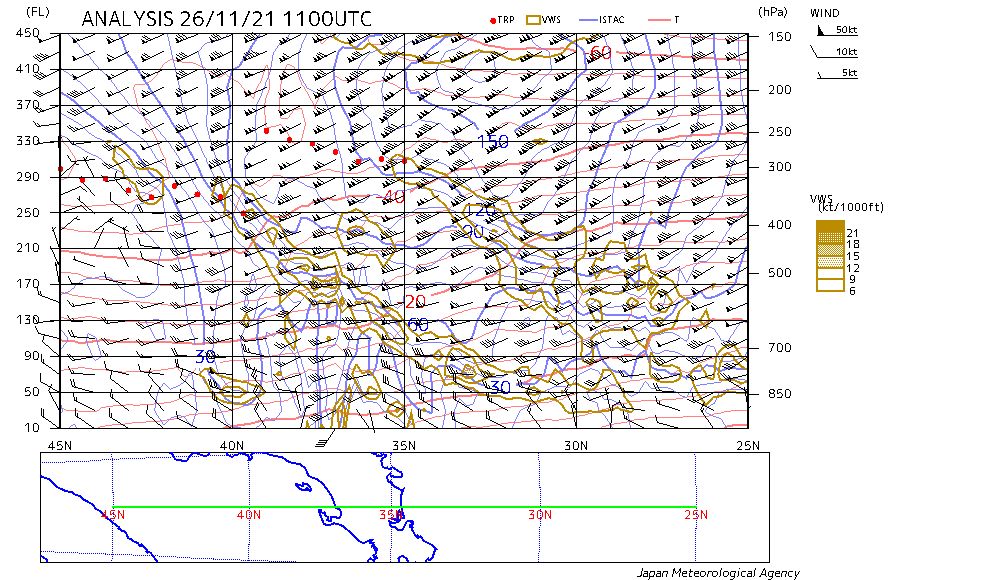 (FL) ANALYSIS 26/11/21 1100UTC TRP VWS ISTAC T (hPa) WIND
450 150
50kt
410 -60
10kt
5kt
370 200
330 150 250
290 300
-40
VWS
250 120 (kt/1000ft)
400
210 90 21
18
15
170 500 12
9
-20 6
130 60
90 30 700
50 30 850
10
45N 40N 35N 30N 25N
45N 40N 35N 30N 25N
Japan Meteorological Agency